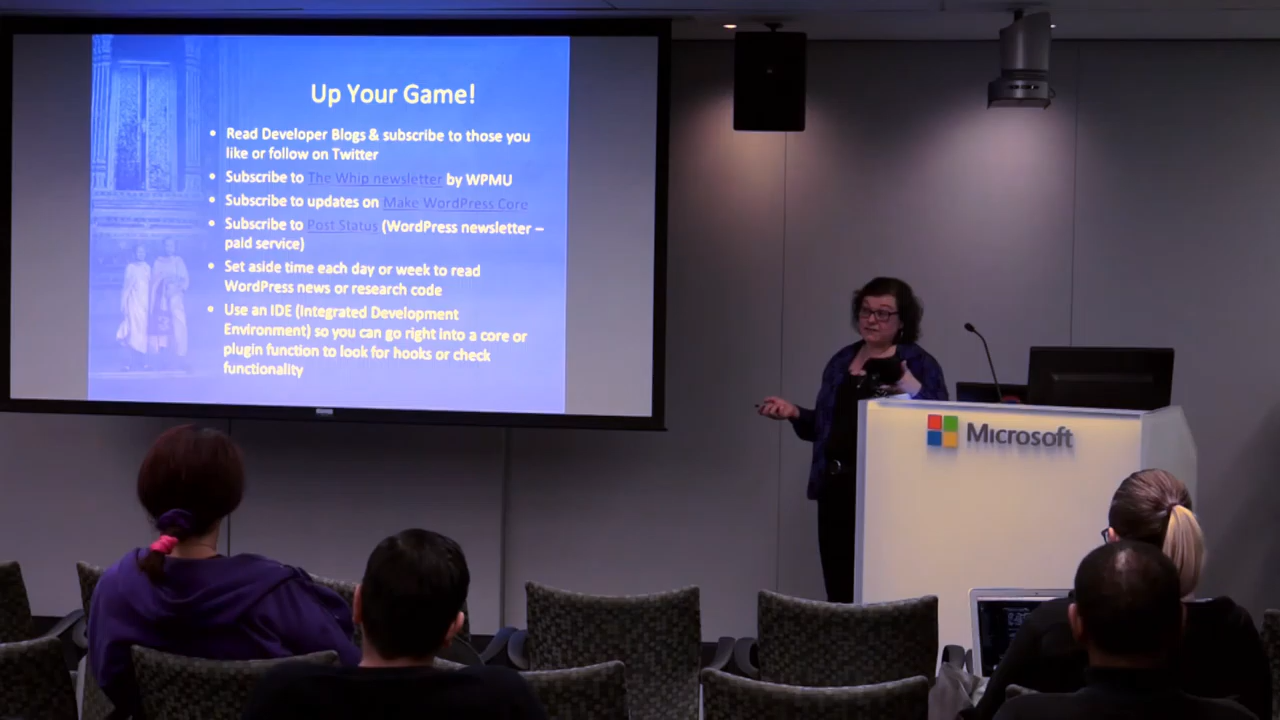 Up Your Game!
• Read Developer Blogs & subscribe to those you
like or follow on Twitter
• Subscribe to The Whip newsletter by WPMU
• Subscribe to updates on Make WordPress Core
• Subscribe to Post Status (WordPress newsletter –
paid service)
• Set aside time each day or week to read
WordPress news or research code
• Use an IDE (Integrated Development
Environment) so you can go right into a core or
plugin function to look for hooks or check
functionality
Microsoft